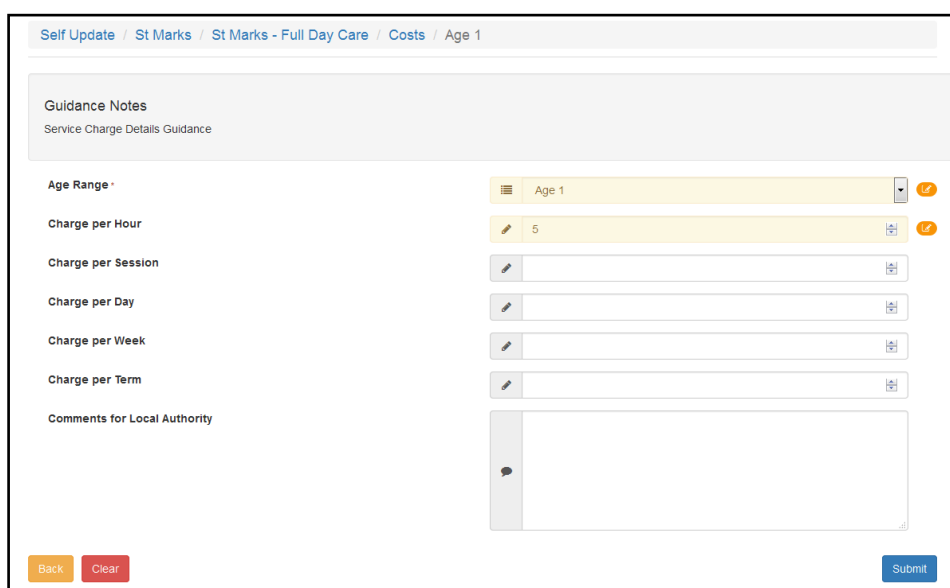 Self Update / St Marks / St Marks - Full Day Care / Costs / Age 1
Guidance Notes
Service Charge Details Guidance
Age Range *
Age 1
Charge per Hour
5
Charge per Session
Charge per Day
Charge per Week
Charge per Term
Comments for Local Authority
Back Clear Submit